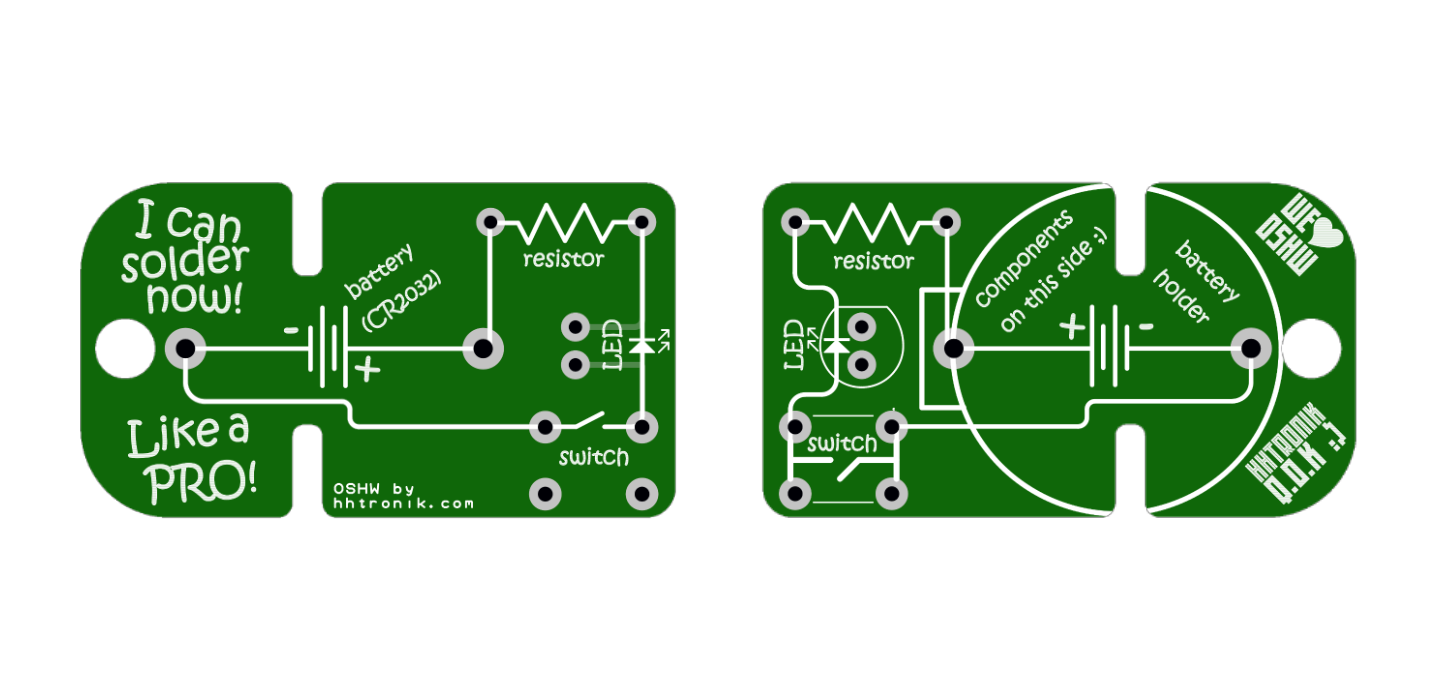 I can
solder
now!
battery
(CR2032)
-
+
resistor
LED
switch
Like a
PRO!
OSHW by
hhtronik.com
resistor
components
on this side ;)
battery
holder
WE
OSHW
LED
+
-
switch
HHTRONIK
Q.D.K ;)